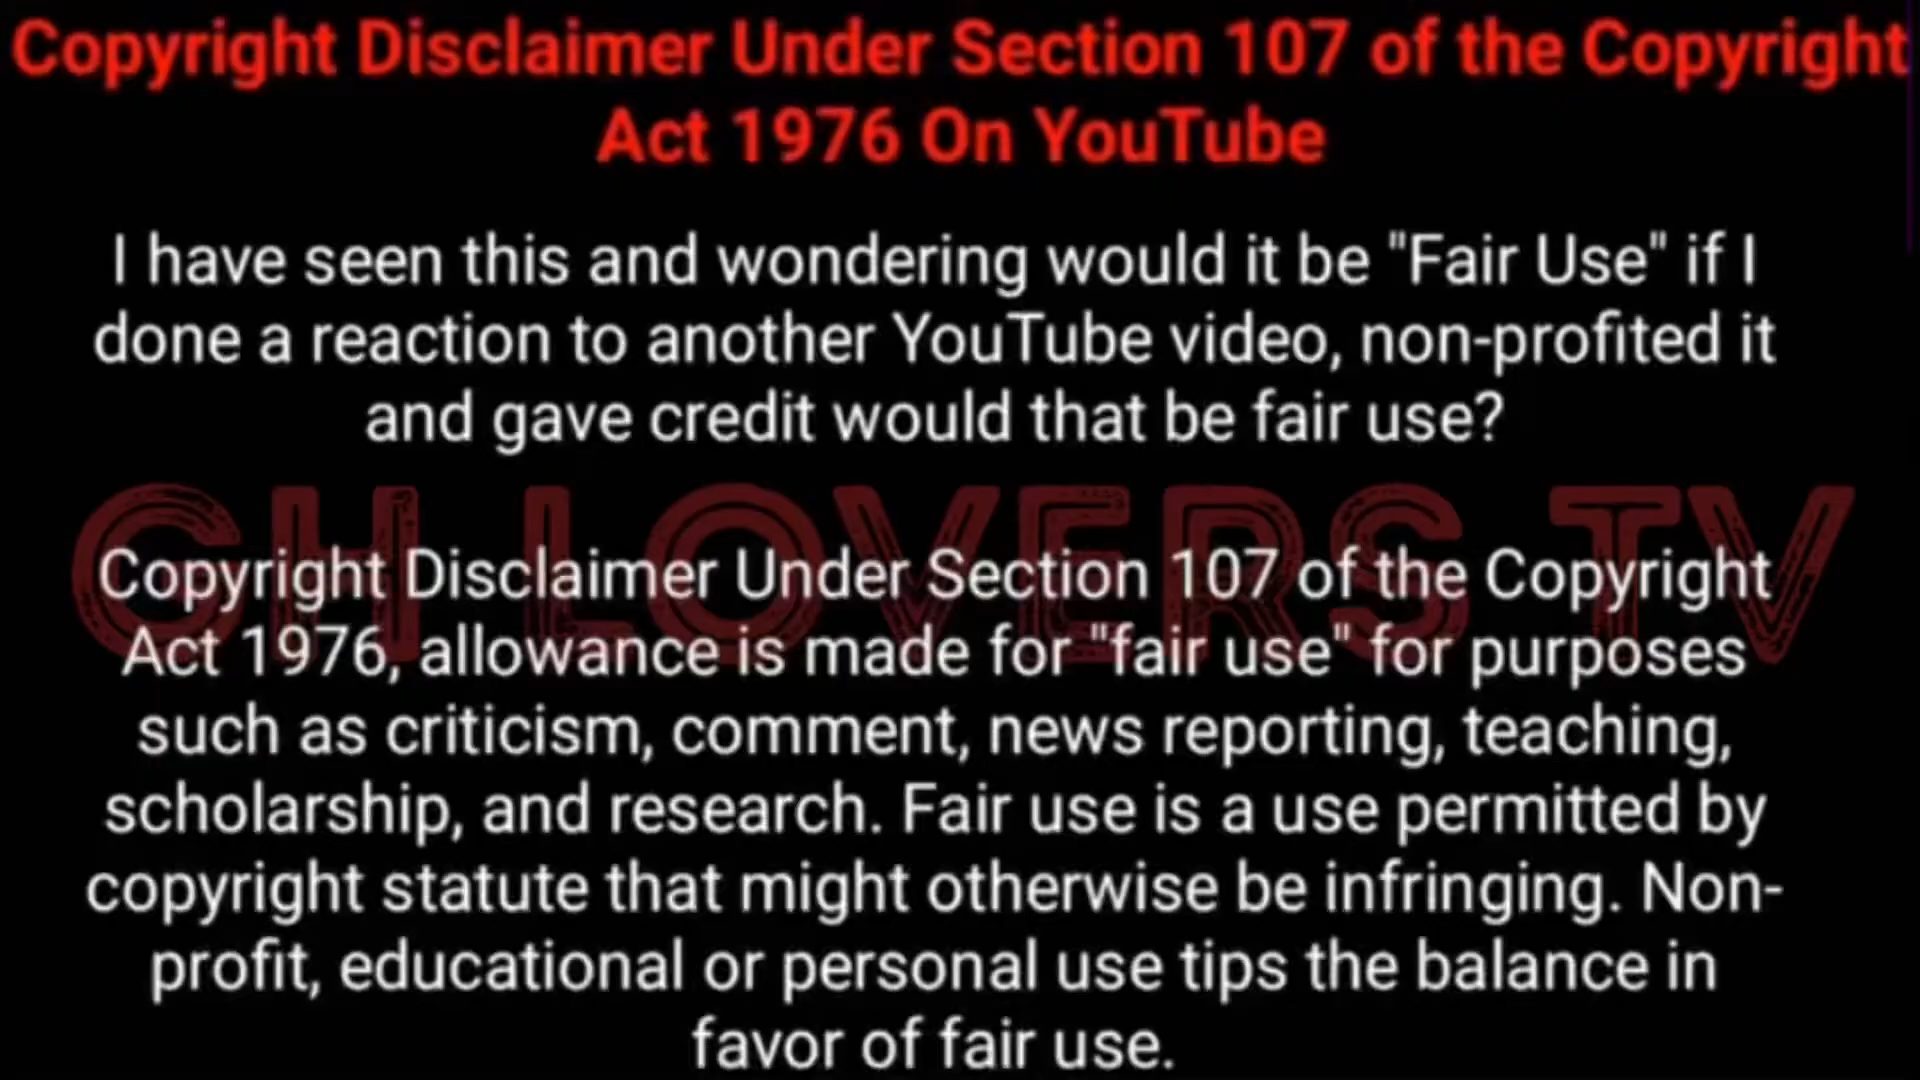 Copyright Disclaimer Under Section 107 of the Copyright
Act 1976 On YouTube
I have seen this and wondering would it be "Fair Use" if I
done a reaction to another YouTube video, non-profited it
and gave credit would that be fair use?
GH LOVERS TV
Copyright Disclaimer Under Section 107 of the Copyright
Act 1976, allowance is made for "fair use" for purposes
such as criticism, comment, news reporting, teaching,
scholarship, and research. Fair use is a use permitted by
copyright statute that might otherwise be infringing. Non-
profit, educational or personal use tips the balance in
favor of fair use.